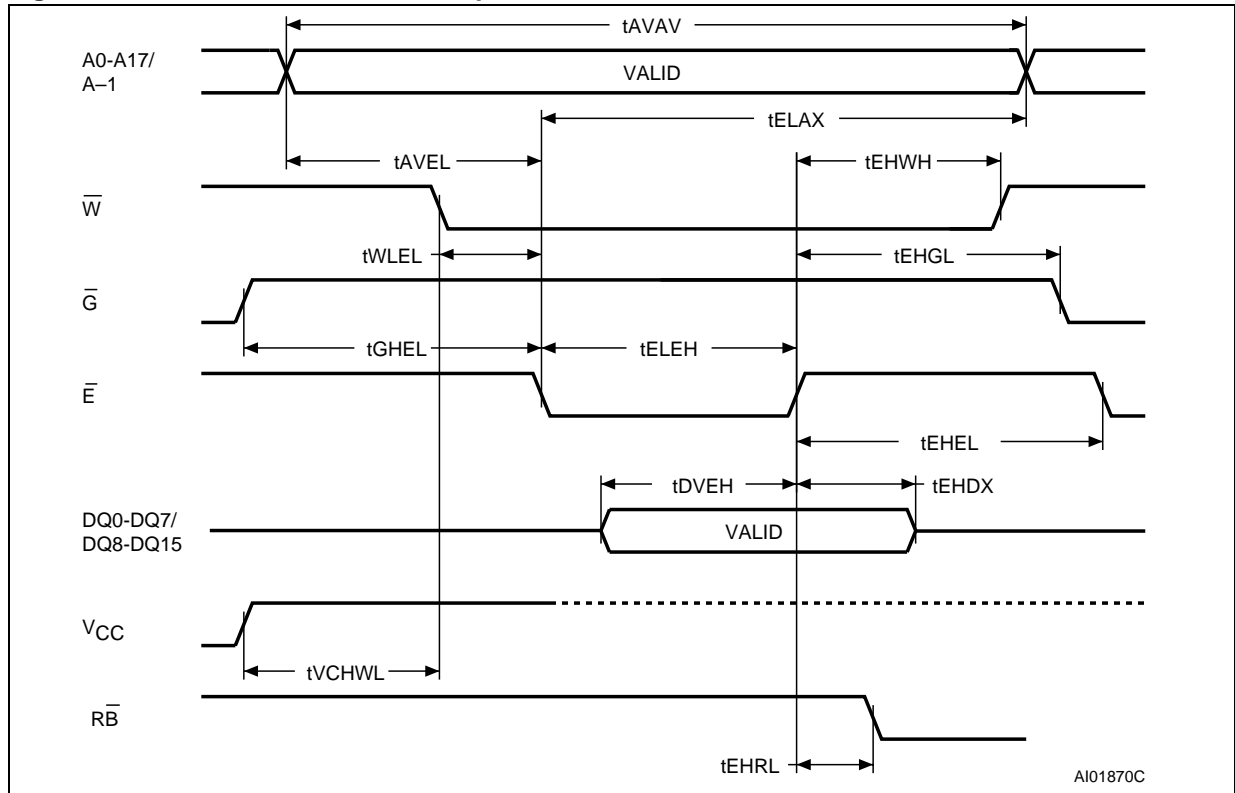 tAVAV
A0-A17/
A–1
VALID
tELAX
tAVEL
tEHWH
W̅
tWLEL
tEHGL
G̅
tGHEL
tELEH
E̅
tEHEL
tDVEH
tEHDX
DQ0-DQ7/
DQ8-DQ15
VALID
VCC
tVCHWL
RB̅
tEHRL
AI01870C